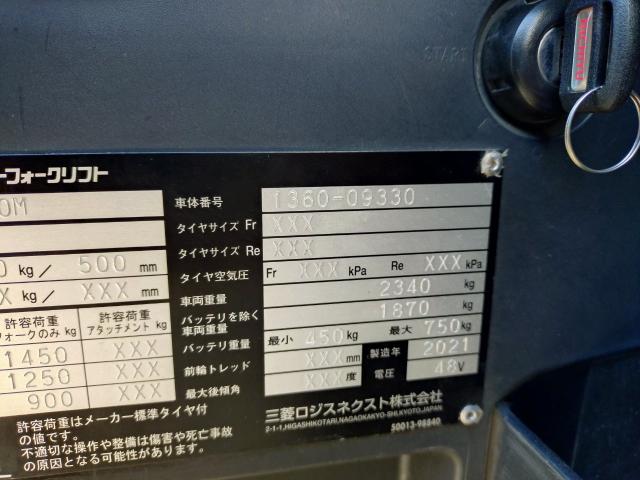 START
ーフォークリフト
0M
kg / 500 mm
X kg / XXX mm
許容荷重 許容荷重
フォークのみ kg アタッチメント kg
1450 XXX
1250 XXX
900 XXX
車体番号 1360-09330
タイヤサイズ Fr XXX
タイヤサイズ Re XXX
タイヤ空気圧 Fr XXX kPa Re XXX kPa
車両重量 2340 kg
バッテリを除く車両重量 1870 kg
バッテリ重量 最小 450 kg 最大 750 kg
前輪トレッド XXX mm 製造年 2021
最大後傾角 XXX 度 電圧 48 V
許容荷重はメーカー標準タイヤ付
の値です。
不適切な操作や整備は傷害や死亡事故
の原因となる可能性があります。
三菱ロジスネクスト株式会社
2-1-1,HIGASHIKOTARI,NAGAOKAKYO-SHI,KYOTO,JAPAN
50013-98840